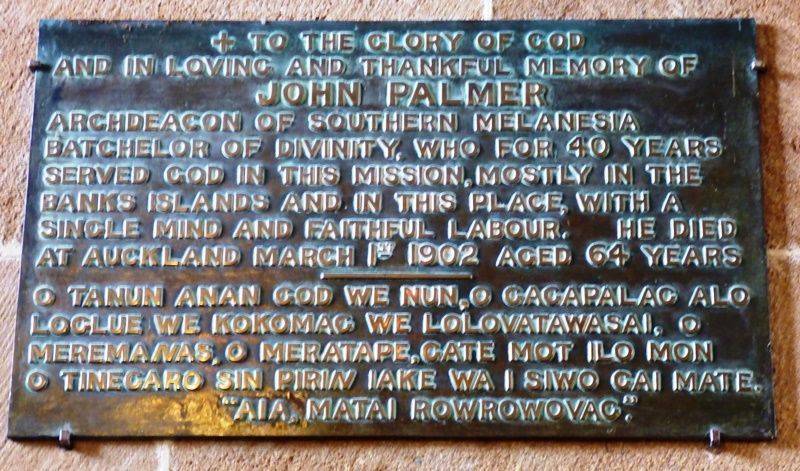 + TO THE GLORY OF GOD
AND IN LOVING AND THANKFUL MEMORY OF
JOHN PALMER
ARCHDEACON OF SOUTHERN MELANESIA
BATCHELOR OF DIVINITY, WHO FOR 40 YEARS
SERVED GOD IN THIS MISSION, MOSTLY IN THE
BANKS ISLANDS AND IN THIS PLACE, WITH A
SINGLE MIND AND FAITHFUL LABOUR. HE DIED
AT AUCKLAND MARCH 1ST 1902 AGED 64 YEARS
O TANUN ANAN GOD WE NUN, O GAGAPALAG ALO
LOGLUE WE KOKOMAG WE LOLOVATAWASAI, O
MEREMANAS, O MERATAPE, GATE MOT ILO MON
O TINEGARO SIN PIRIN IAKE WA I SIWO GAI MATE.
"AIA, MATAI ROWROWOVAG."